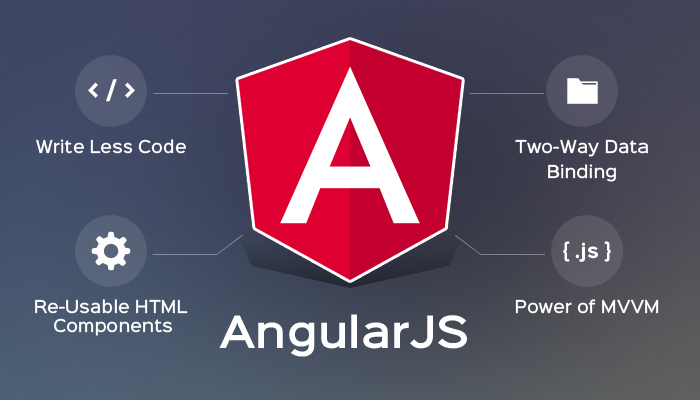 </>
Write Less Code
Two-Way Data
Binding
A
{ .js }
Re-Usable HTML
Components
Power of MVVM
AngularJS